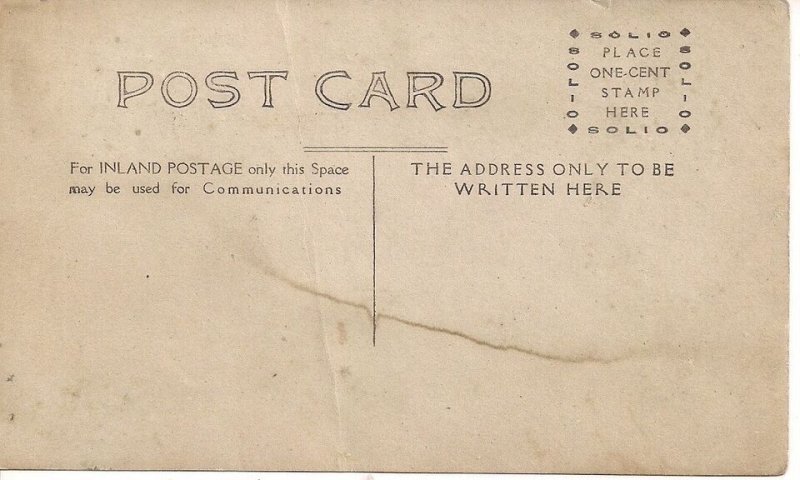 SOLIO
SOLIO
SOLIO
PLACE
ONE-CENT
STAMP
HERE
SOLIO
POST CARD
For INLAND POSTAGE only this Space
may be used for Communications
THE ADDRESS ONLY TO BE
WRITTEN HERE